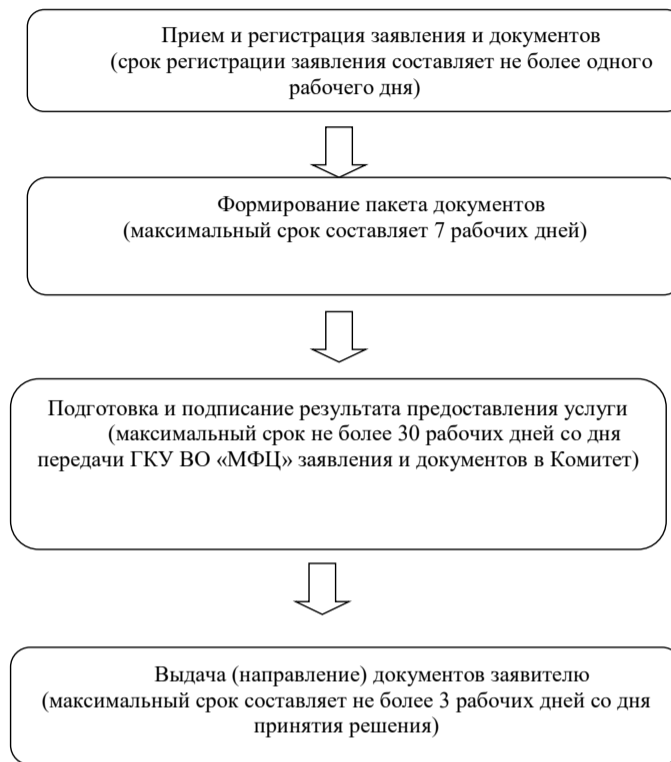 Прием и регистрация заявления и документов
(срок регистрации заявления составляет не более одного
рабочего дня)
Формирование пакета документов
(максимальный срок составляет 7 рабочих дней)
Подготовка и подписание результата предоставления услуги
(максимальный срок не более 30 рабочих дней со дня
передачи ГКУ ВО «МФЦ» заявления и документов в Комитет)
Выдача (направление) документов заявителю
(максимальный срок составляет не более 3 рабочих дней со дня
принятия решения)